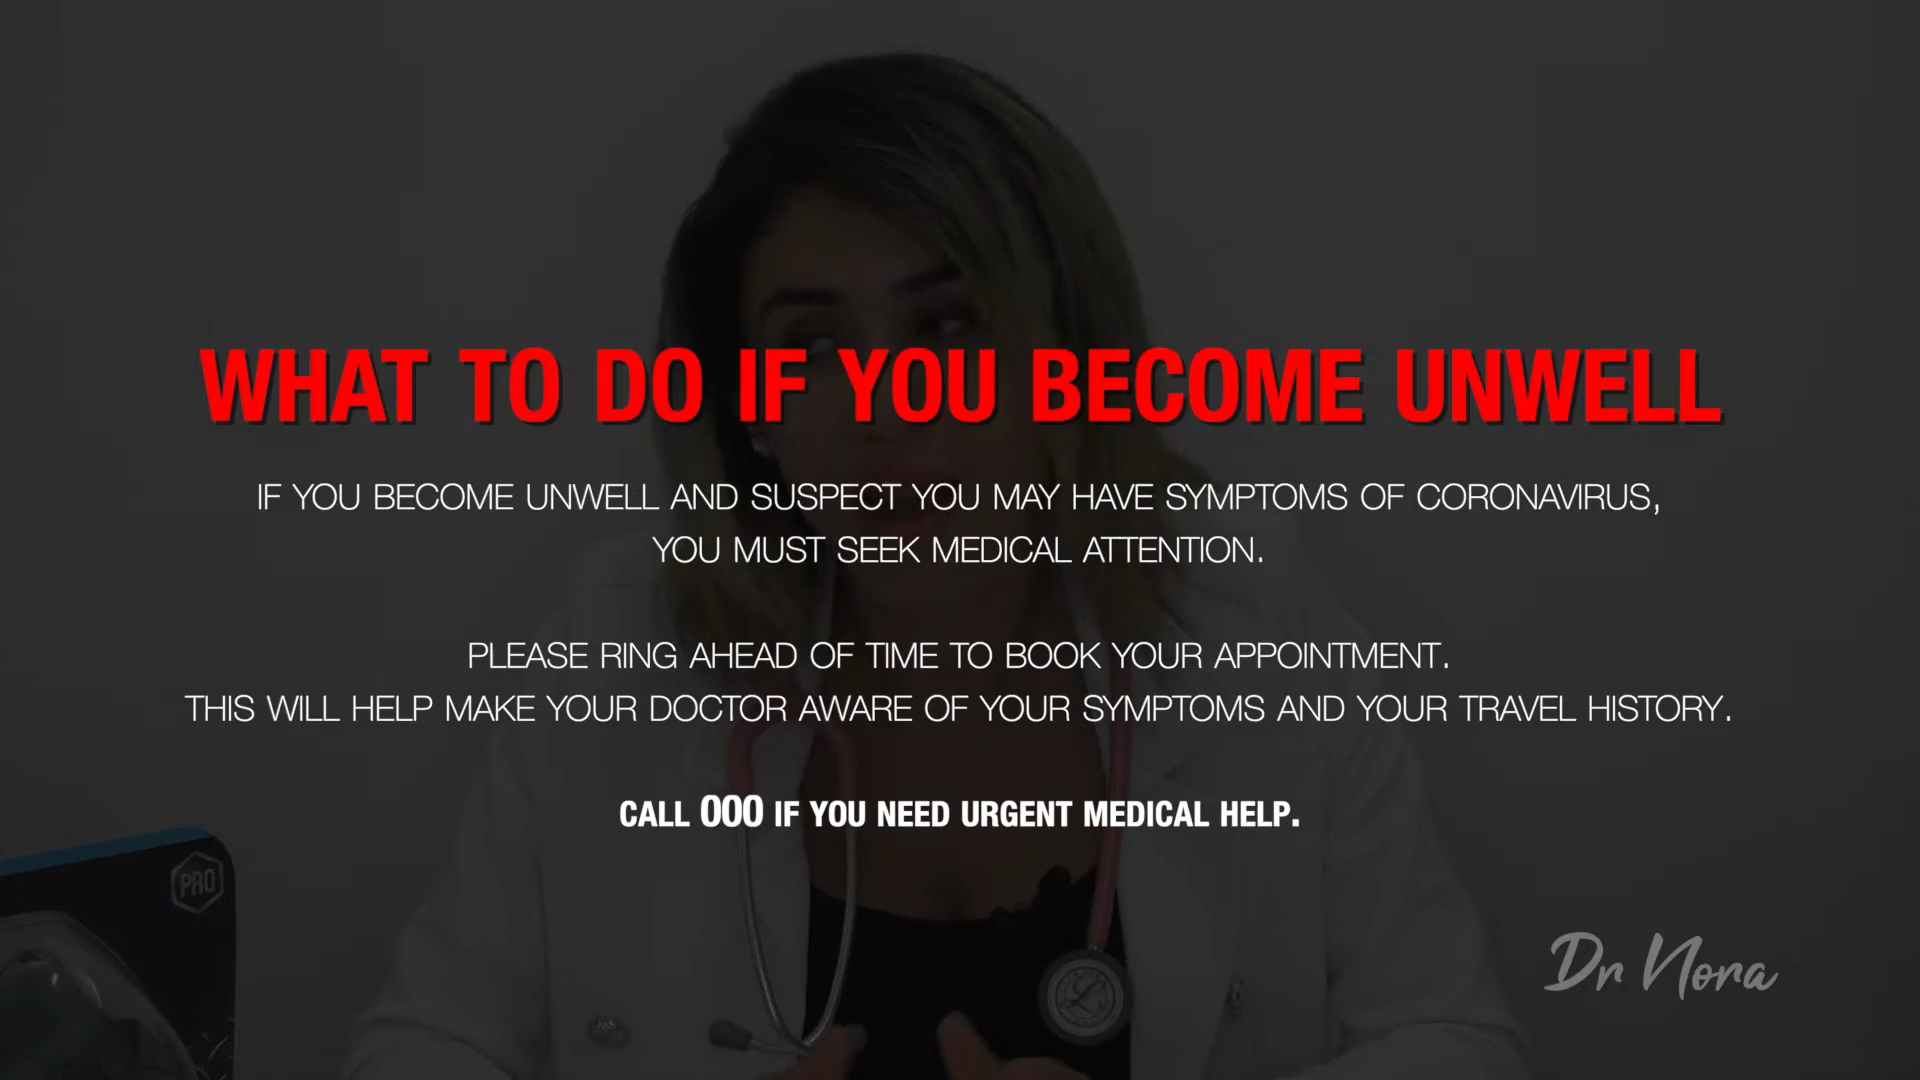 WHAT TO DO IF YOU BECOME UNWELL
IF YOU BECOME UNWELL AND SUSPECT YOU MAY HAVE SYMPTOMS OF CORONAVIRUS,
YOU MUST SEEK MEDICAL ATTENTION.
PLEASE RING AHEAD OF TIME TO BOOK YOUR APPOINTMENT.
THIS WILL HELP MAKE YOUR DOCTOR AWARE OF YOUR SYMPTOMS AND YOUR TRAVEL HISTORY.
CALL 000 IF YOU NEED URGENT MEDICAL HELP.
PRO
Dr Nora